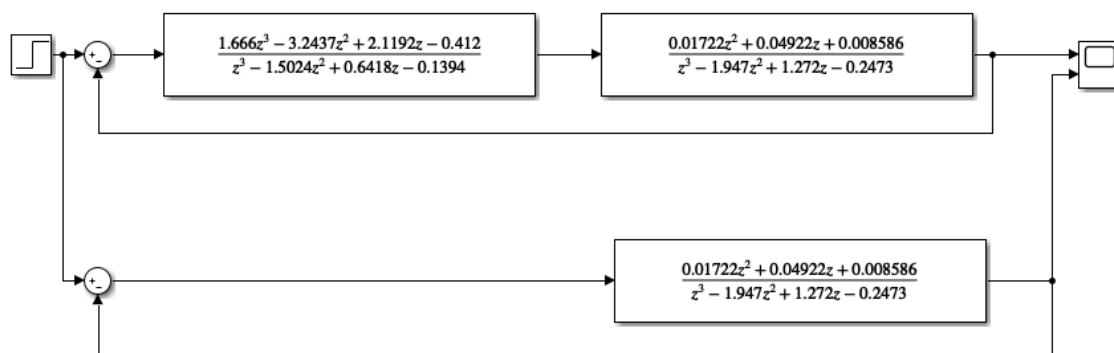 +_
1.666z³ − 3.2437z² + 2.1192z − 0.412
z³ − 1.5024z² + 0.6418z − 0.1394
0.01722z² + 0.04922z + 0.008586
z³ − 1.947z² + 1.272z − 0.2473
+_
0.01722z² + 0.04922z + 0.008586
z³ − 1.947z² + 1.272z − 0.2473